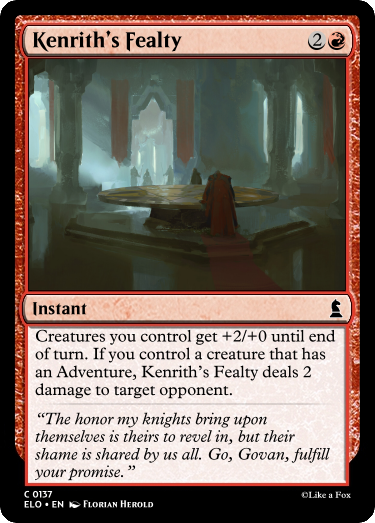 Kenrith's Fealty 2
Instant
Creatures you control get +2/+0 until end
of turn. If you control a creature that has
an Adventure, Kenrith's Fealty deals 2
damage to target opponent.
“The honor my knights bring upon
themselves is theirs to revel in, but their
shame is shared by us all. Go, Govan, fulfill
your promise.”
C 0137
ELO • EN Florian Herold
©Like a Fox